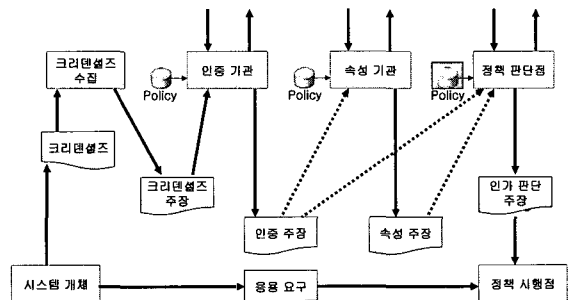 크리덴셜즈
수집
인증 기관
속성 기관
정책 판단점
Policy
Policy
Policy
크리덴셜즈
크리덴셜즈
주장
인가 판단
주장
인증 주장
속성 주장
시스템 개체
응용 요구
정책 시행점